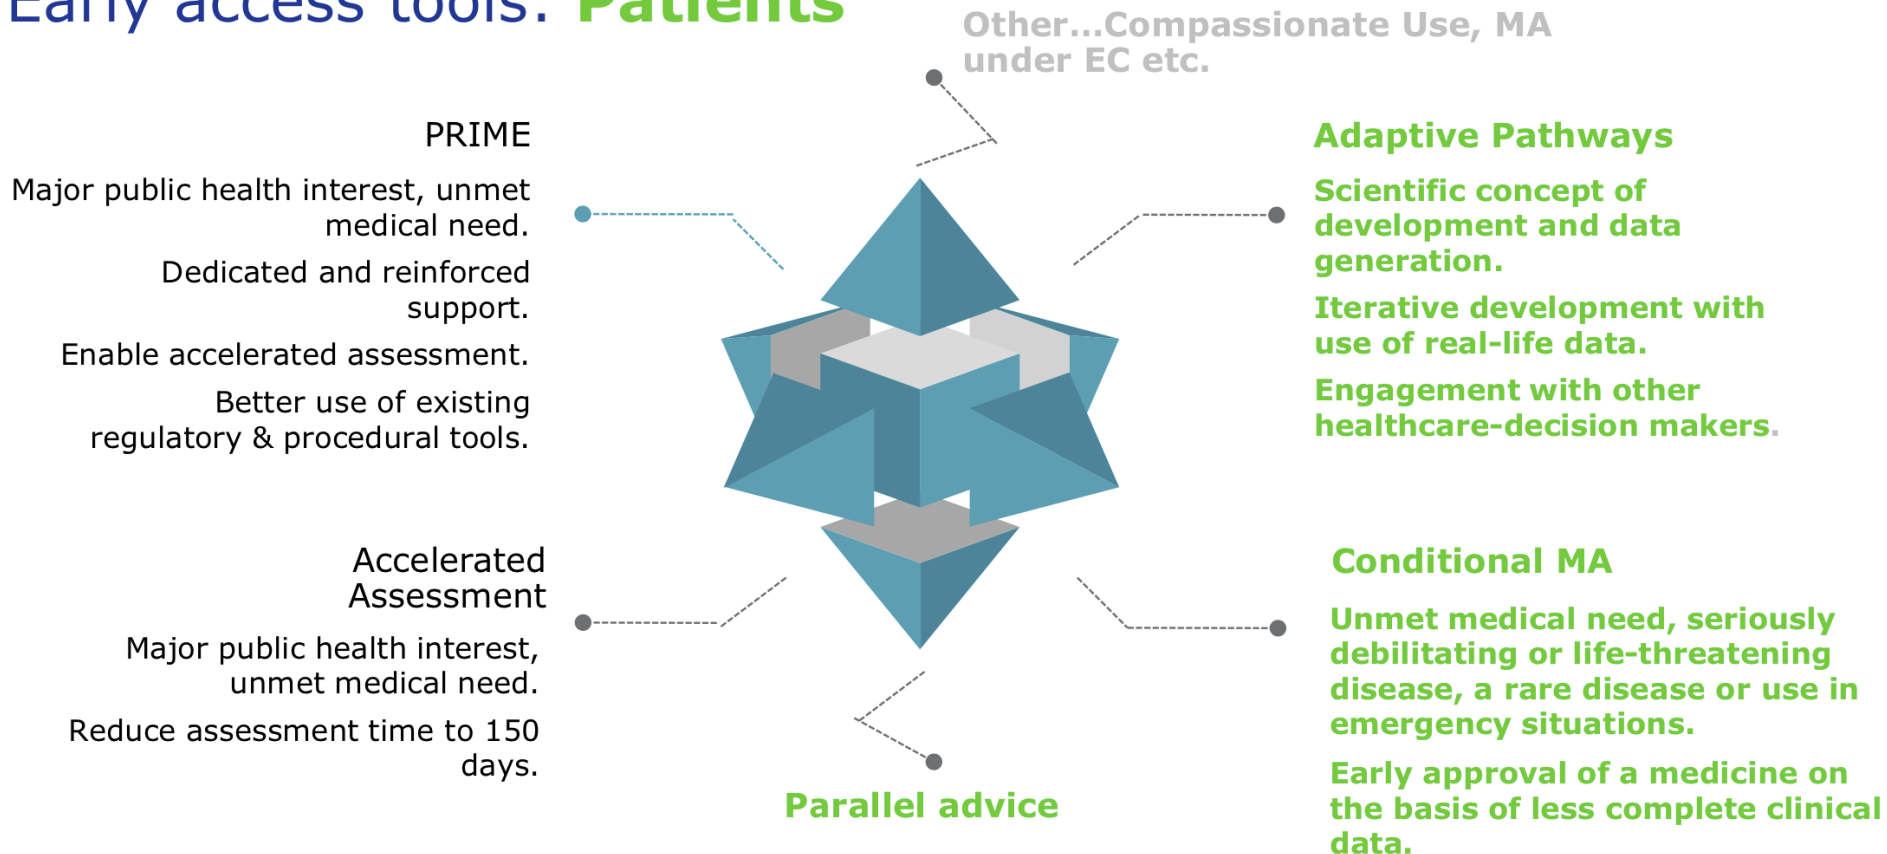 Early access tools: Patients
Other...Compassionate Use, MA
under EC etc.
PRIME
Major public health interest, unmet
medical need.
Dedicated and reinforced
support.
Enable accelerated assessment.
Better use of existing
regulatory & procedural tools.
Adaptive Pathways
Scientific concept of
development and data
generation.
Iterative development with
use of real-life data.
Engagement with other
healthcare-decision makers.
Accelerated
Assessment
Major public health interest,
unmet medical need.
Reduce assessment time to 150
days.
Conditional MA
Unmet medical need, seriously
debilitating or life-threatening
disease, a rare disease or use in
emergency situations.
Early approval of a medicine on
the basis of less complete clinical
data.
Parallel advice